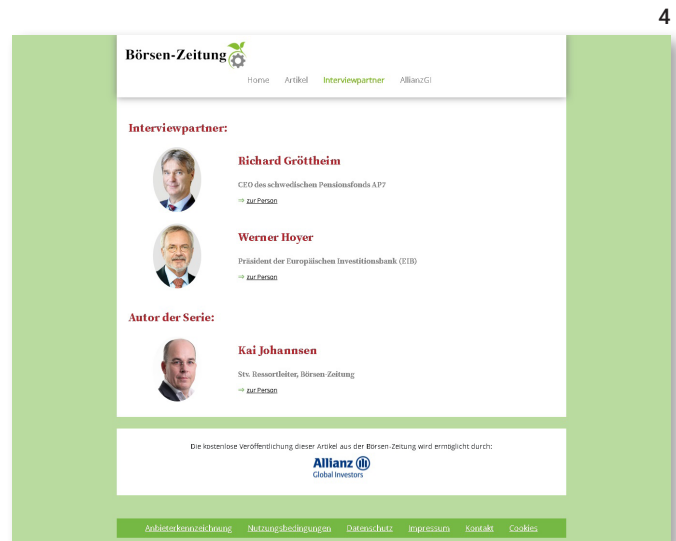 4
Börsen-Zeitung
Home Artikel Interviewpartner AllianzGI
Interviewpartner:
Richard Gröttheim
CEO des schwedischen Pensionsfonds AP7
⇒ zur Person
Werner Hoyer
Präsident der Europäischen Investitionsbank (EIB)
⇒ zur Person
Autor der Serie:
Kai Johannsen
Stv. Ressortleiter, Börsen-Zeitung
⇒ zur Person
Die kostenlose Veröffentlichung dieser Artikel aus der Börsen-Zeitung wird ermöglicht durch:
Allianz
Global Investors
Anbieterkennzeichnung Nutzungsbedingungen Datenschutz Impressum Kontakt Cookies